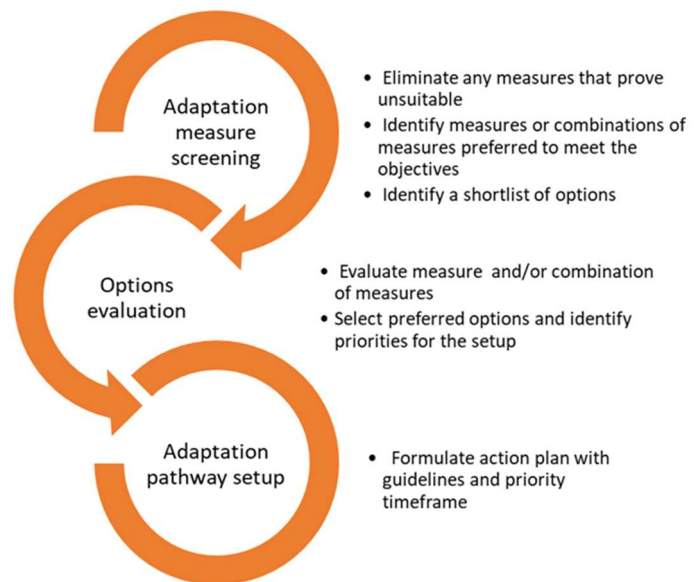 Adaptation
measure
screening
• Eliminate any measures that prove
unsuitable
• Identify measures or combinations of
measures preferred to meet the
objectives
• Identify a shortlist of options
Options
evaluation
• Evaluate measure and/or combination
of measures
• Select preferred options and identify
priorities for the setup
Adaptation
pathway setup
• Formulate action plan with
guidelines and priority
timeframe